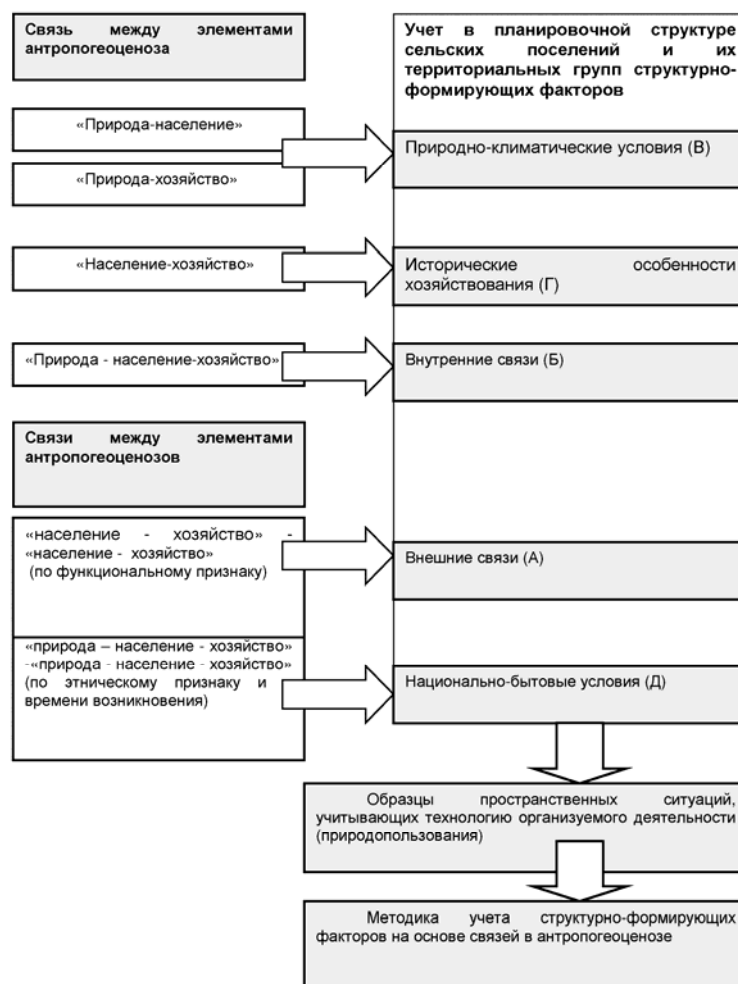 Связь между элементами
антропогеоценоза
Учет в планировочной структуре
сельских поселений и их
территориальных групп структурно-
формирующих факторов
«Природа-население»
Природно-климатические условия (В)
«Природа-хозяйство»
«Население-хозяйство»
Исторические особенности
хозяйствования (Г)
«Природа - население-хозяйство»
Внутренние связи (Б)
Связи между элементами
антропогеоценозов
«население - хозяйство» -
«население - хозяйство»
(по функциональному признаку)
Внешние связи (А)
«природа – население - хозяйство»
-«природа - население - хозяйство»
(по этническому признаку и
времени возникновения)
Национально-бытовые условия (Д)
Образцы пространственных ситуаций,
учитывающих технологию организуемого деятельности
(природопользования)
Методика учета структурно-формирующих
факторов на основе связей в антропогеоценозе